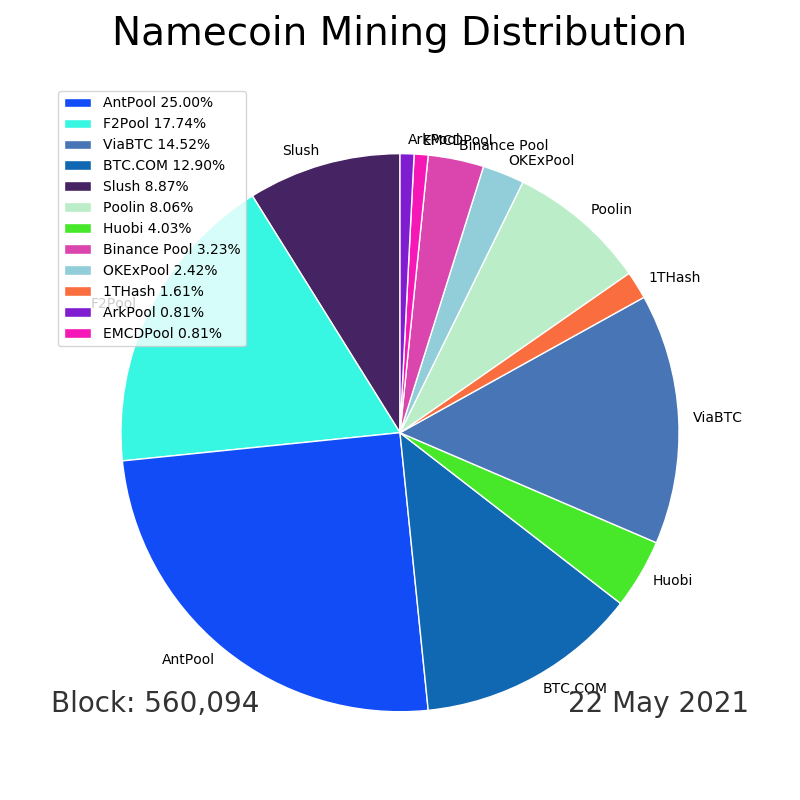 Namecoin Mining Distribution
AntPool 25.00%
F2Pool 17.74%
ViaBTC 14.52%
BTC.COM 12.90%
Slush 8.87%
Poolin 8.06%
Huobi 4.03%
Binance Pool 3.23%
OKExPool 2.42%
1THash 1.61%
ArkPool 0.81%
EMCDPool 0.81%
Slush
ArkPool
EMCDPool
Binance Pool
OKExPool
Poolin
1THash
F2Pool
ViaBTC
Huobi
AntPool
BTC.COM
Block: 560,094
22 May 2021